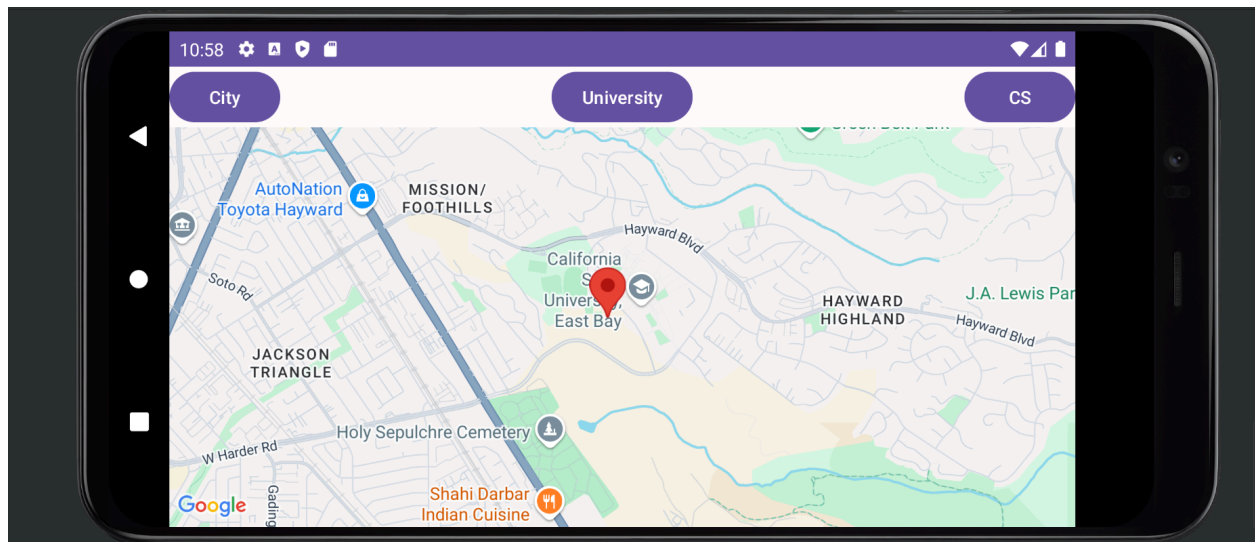 10:58
City
University
CS
Green Belt Park
AutoNation
Toyota Hayward
MISSION/
FOOTHILLS
Hayward Blvd
California
S
University,
East Bay
Soto Rd
HAYWARD
HIGHLAND
J.A. Lewis Par
Hayward Blvd
JACKSON
TRIANGLE
Holy Sepulchre Cemetery
W Harder Rd
Gading
Shahi Darbar
Indian Cuisine
Google